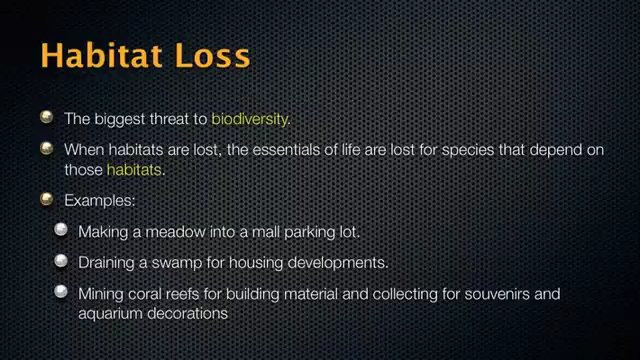 Habitat Loss
The biggest threat to biodiversity.
When habitats are lost, the essentials of life are lost for species that depend on
those habitats.
Examples:
Making a meadow into a mall parking lot.
Draining a swamp for housing developments.
Mining coral reefs for building material and collecting for souvenirs and
aquarium decorations